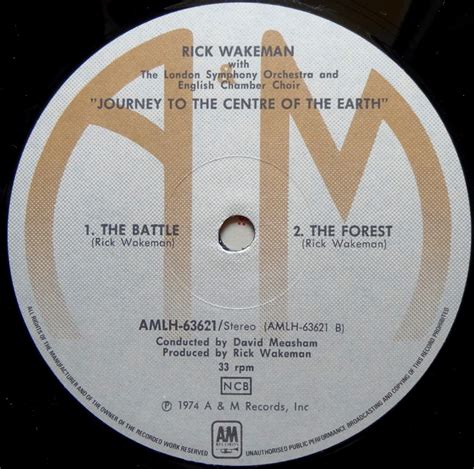 RICK WAKEMAN
with
The London Symphony Orchestra and
English Chamber Choir
"JOURNEY TO THE CENTRE OF THE EARTH"
1. THE BATTLE
(Rick Wakeman)
2. THE FOREST
(Rick Wakeman)
AMLH-63621/Stereo (AMLH-63621 B)
Conducted by David Measham
Produced by Rick Wakeman
33 rpm
NCB
℗ 1974 A & M Records, Inc
ALL RIGHTS OF THE MANUFACTURER AND OF THE OWNER OF THE RECORDED WORK RESERVED
AM
RECORDS
UNAUTHORISED PUBLIC PERFORMANCE BROADCASTING AND COPYING OF THIS RECORD PROHIBITED